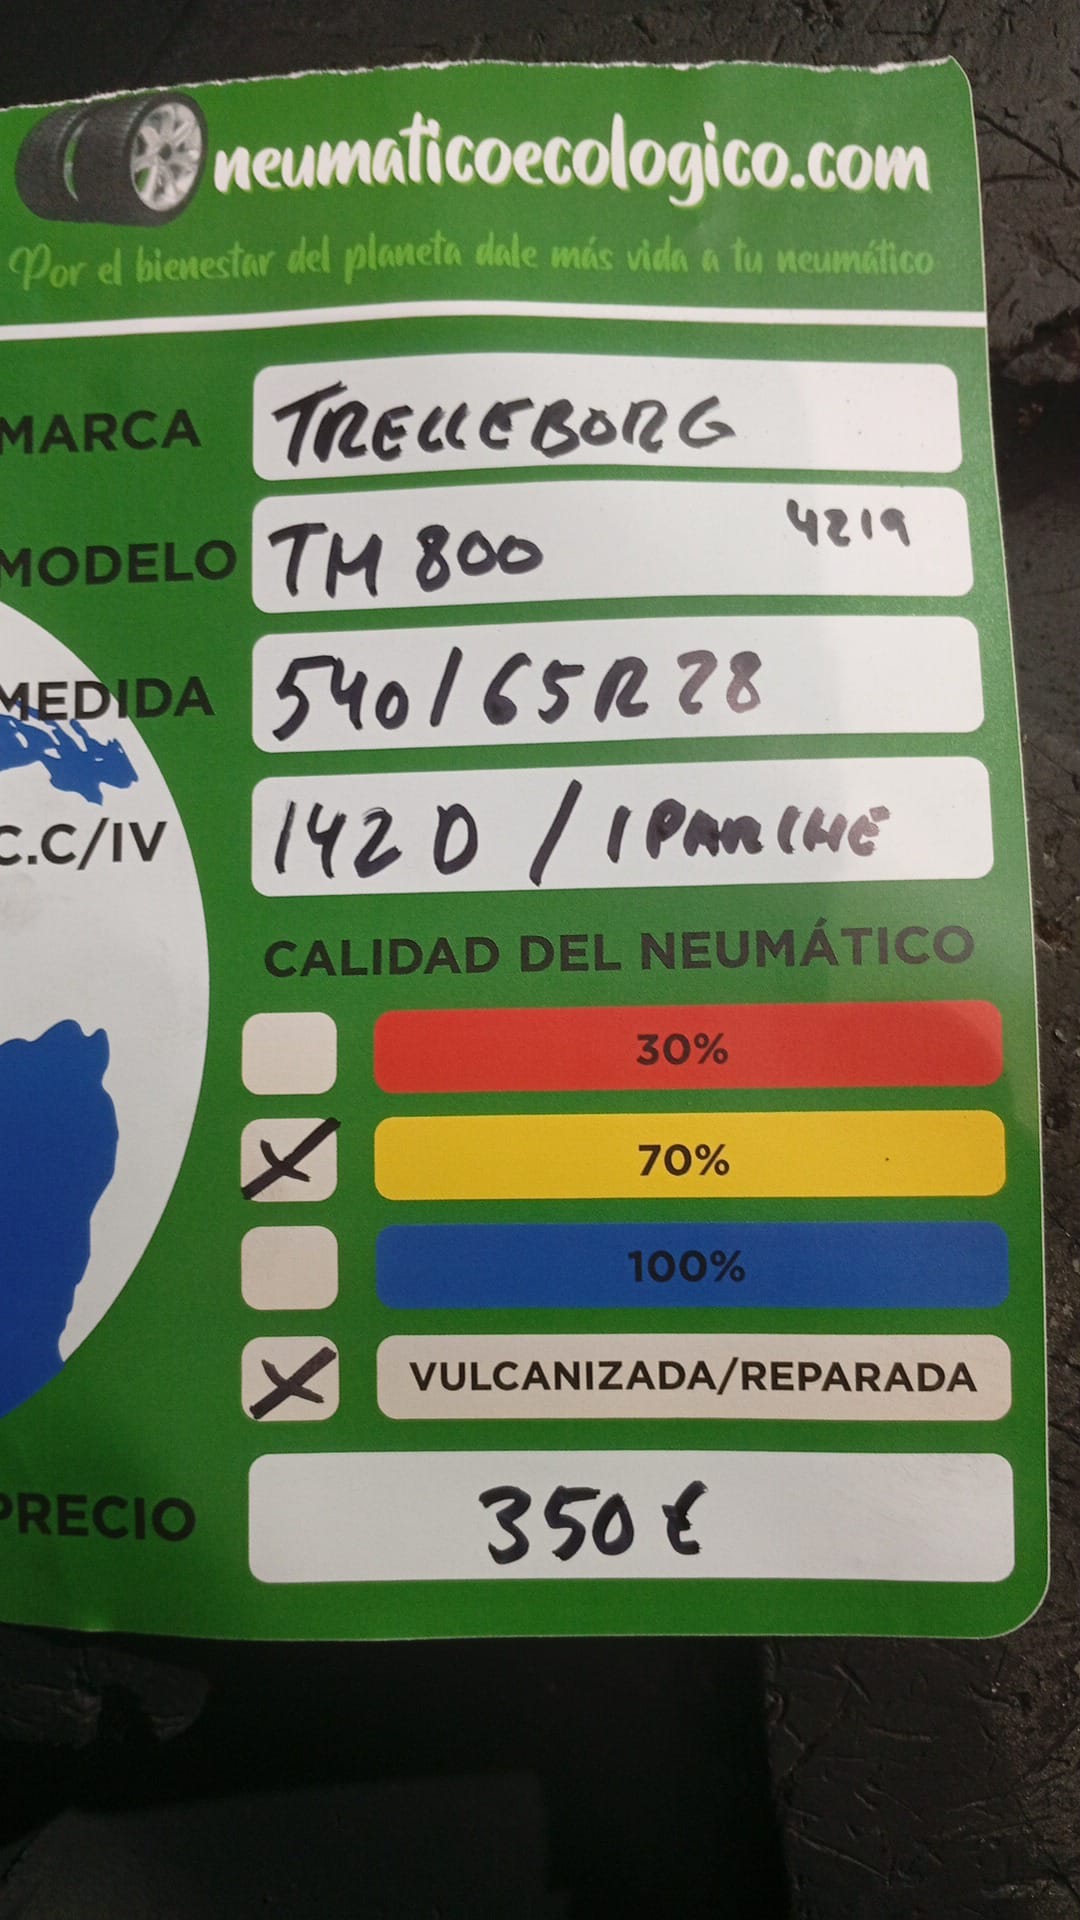 neumaticoecologico.com
Por el bienestar del planeta dale más vida a tu neumático
MARCA TRELLEBORG
MODELO TM 800 4219
MEDIDA 540/65R28
C.C/IV 142 D / 1 PARCHE
CALIDAD DEL NEUMÁTICO
30%
X 70%
100%
X VULCANIZADA/REPARADA
PRECIO 350 €